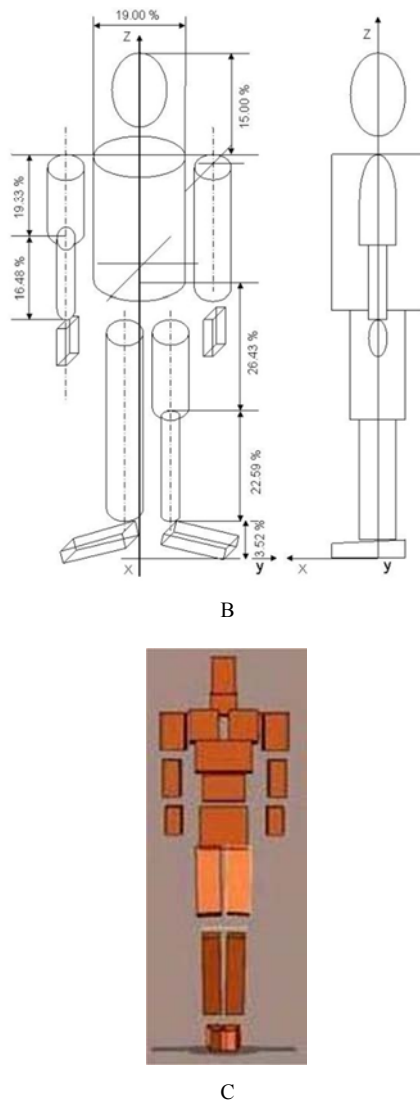 19.00 %
Z
Z
15.00 %
19.33 %
16.48 %
26.43 %
22.59 %
3.52 %
X
y
X
y
B
C